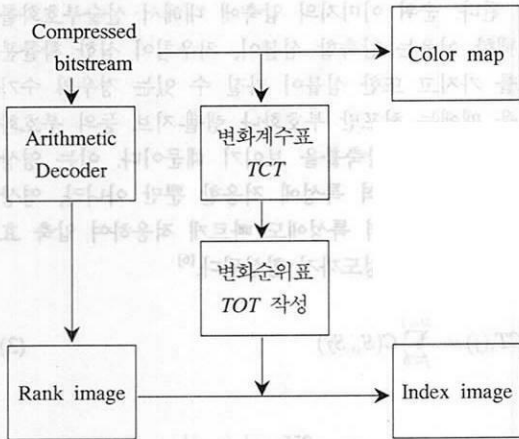 Compressed
bitstream
Color map
Arithmetic
Decoder
변화계수표
TCT
변화순위표
TOT 작성
Rank image
Index image